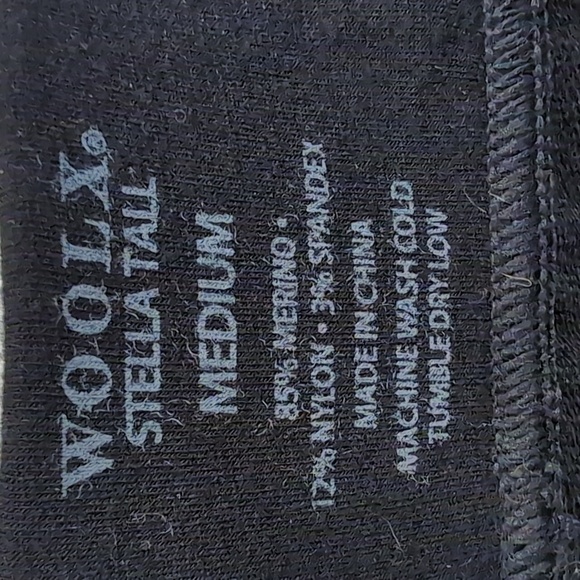 WOOLX®
STELLA TALL
MEDIUM
85% MERINO •
12% NYLON • 3% SPANDEX
MADE IN CHINA
MACHINE WASH COLD
TUMBLE DRY LOW